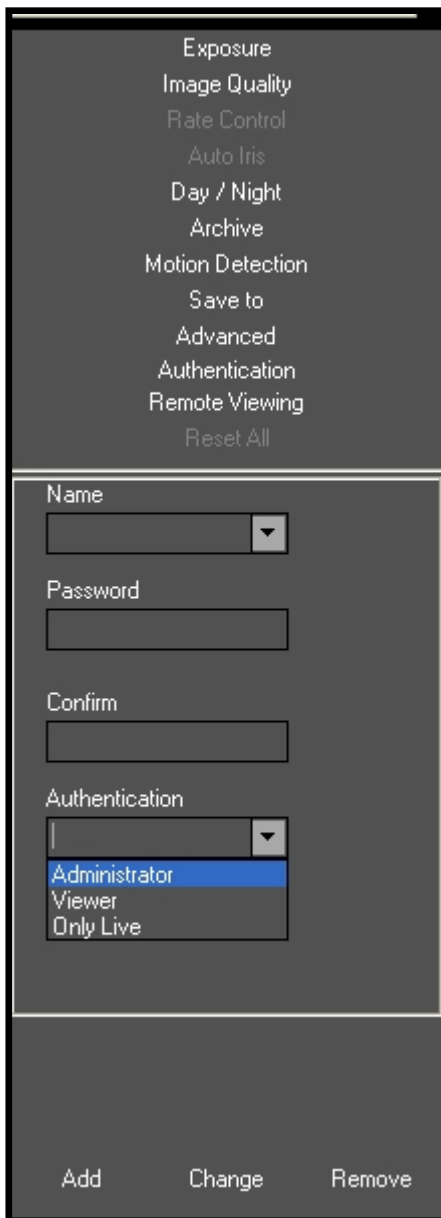 Exposure
Image Quality
Rate Control
Auto Iris
Day / Night
Archive
Motion Detection
Save to
Advanced
Authentication
Remote Viewing
Reset All
Name
Password
Confirm
Authentication
Administrator
Viewer
Only Live
Add Change Remove